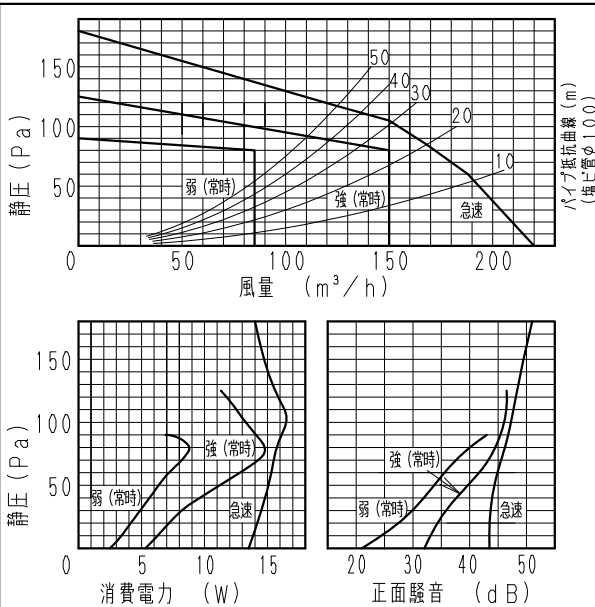 150
100
50
静圧 (Pa)
50
40
30
20
10
弱 (常時)
強 (常時)
急速
0
50
100
150
200
風量 (m³/h)
パイプ抵抗曲線 (m)
(塩ビ管φ100)
150
100
50
静圧 (Pa)
強 (常時)
弱 (常時)
急速
0
5
10
15
消費電力 (W)
強 (常時)
弱 (常時)
急速
20
30
40
50
正面騒音 (dB)